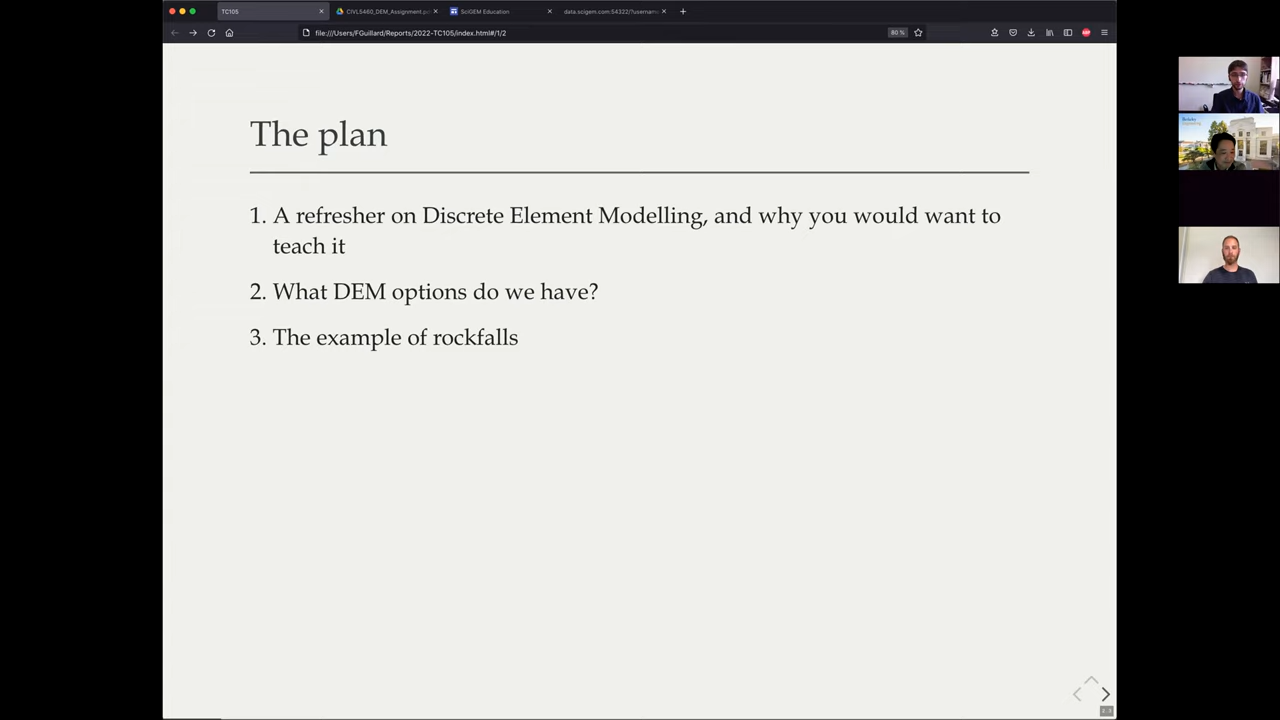 TC105
CIVL5460_DEM_Assignment.pd
SciGEM Education
data.scigem.com:54322/?usernam
file:///Users/FGuillard/Reports/2022-TC105/index.html#/1/2
80 %
The plan
1. A refresher on Discrete Element Modelling, and why you would want to
teach it
2. What DEM options do we have?
3. The example of rockfalls
Berkeley